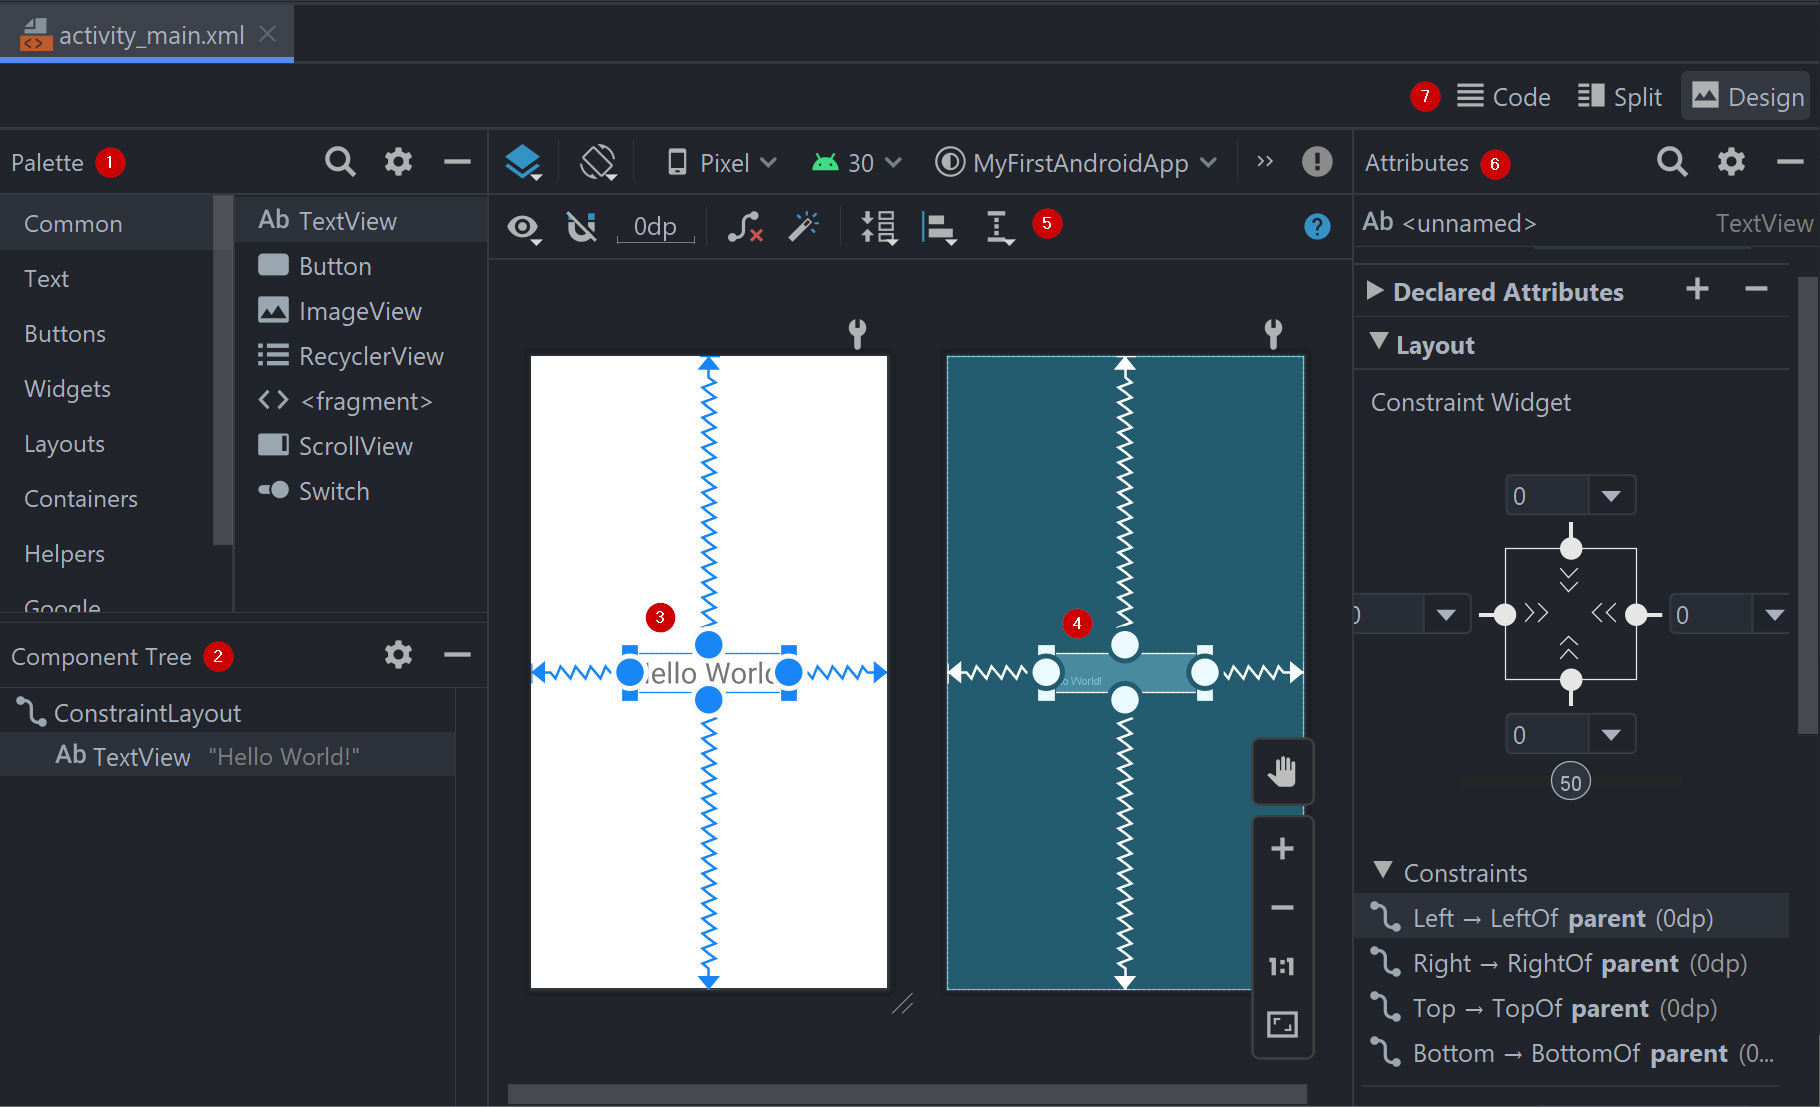 activity_main.xml
7 Code Split Design
Palette 1
Pixel 30 MyFirstAndroidApp
Attributes 6
Common
Text
Buttons
Widgets
Layouts
Containers
Helpers
Google
Ab TextView
Button
ImageView
RecyclerView
<fragment>
ScrollView
Switch
0dp 5 ?
Component Tree 2
ConstraintLayout
Ab TextView "Hello World!"
3
ello World
4
lo World!
1:1
Ab <unnamed> TextView
Declared Attributes
Layout
Constraint Widget
0
0 0
0
50
Constraints
Left → LeftOf parent (0dp)
Right → RightOf parent (0dp)
Top → TopOf parent (0dp)
Bottom → BottomOf parent (0...